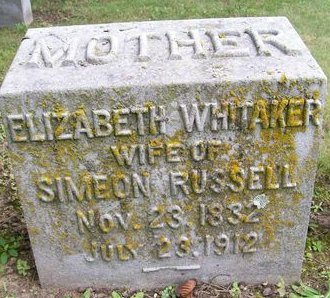 MOTHER
ELIZABETH WHITAKER
WIFE OF
SIMEON RUSSELL
NOV. 23, 1832
JULY 23, 1912